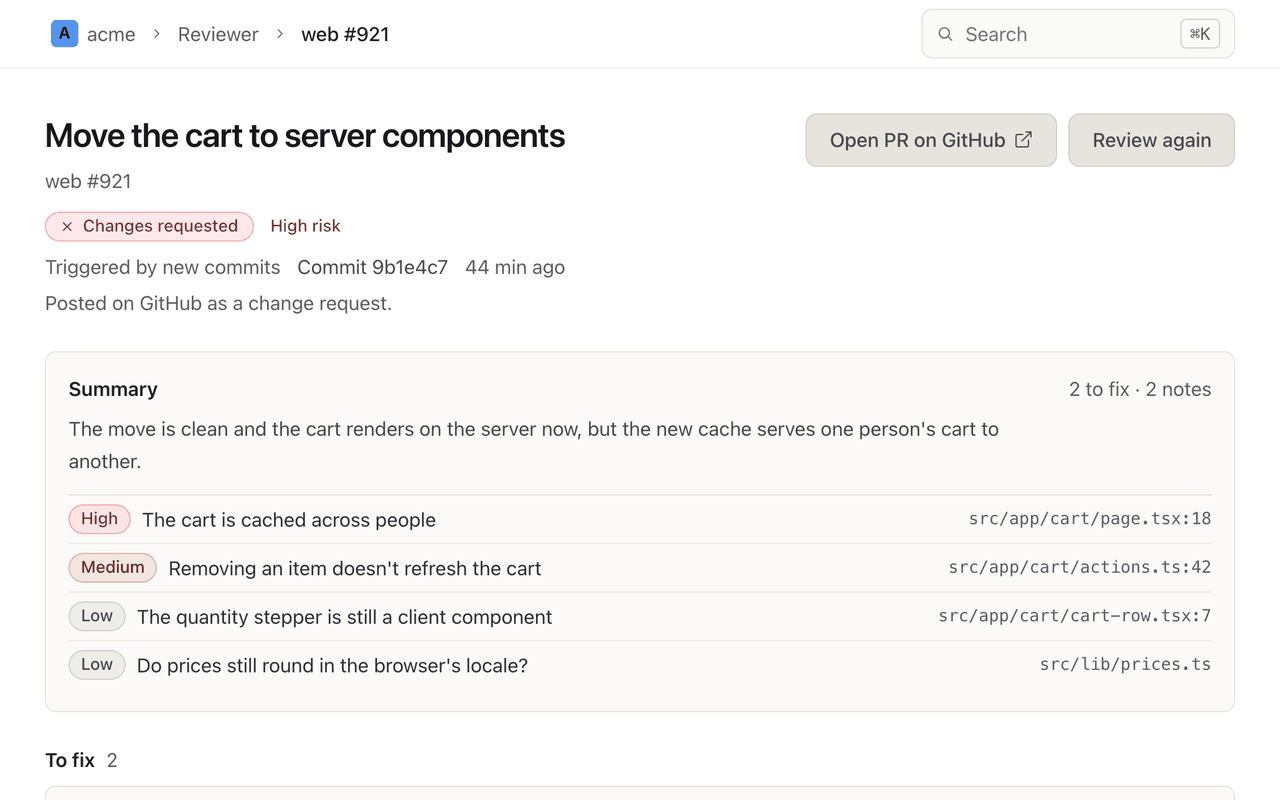 A acme > Reviewer > web #921
Search ⌘K
Move the cart to server components
Open PR on GitHub
Review again
web #921
× Changes requested High risk
Triggered by new commits Commit 9b1e4c7 44 min ago
Posted on GitHub as a change request.
Summary 2 to fix · 2 notes
The move is clean and the cart renders on the server now, but the new cache serves one person's cart to
another.
High The cart is cached across people src/app/cart/page.tsx:18
Medium Removing an item doesn't refresh the cart src/app/cart/actions.ts:42
Low The quantity stepper is still a client component src/app/cart/cart-row.tsx:7
Low Do prices still round in the browser's locale? src/lib/prices.ts
To fix 2